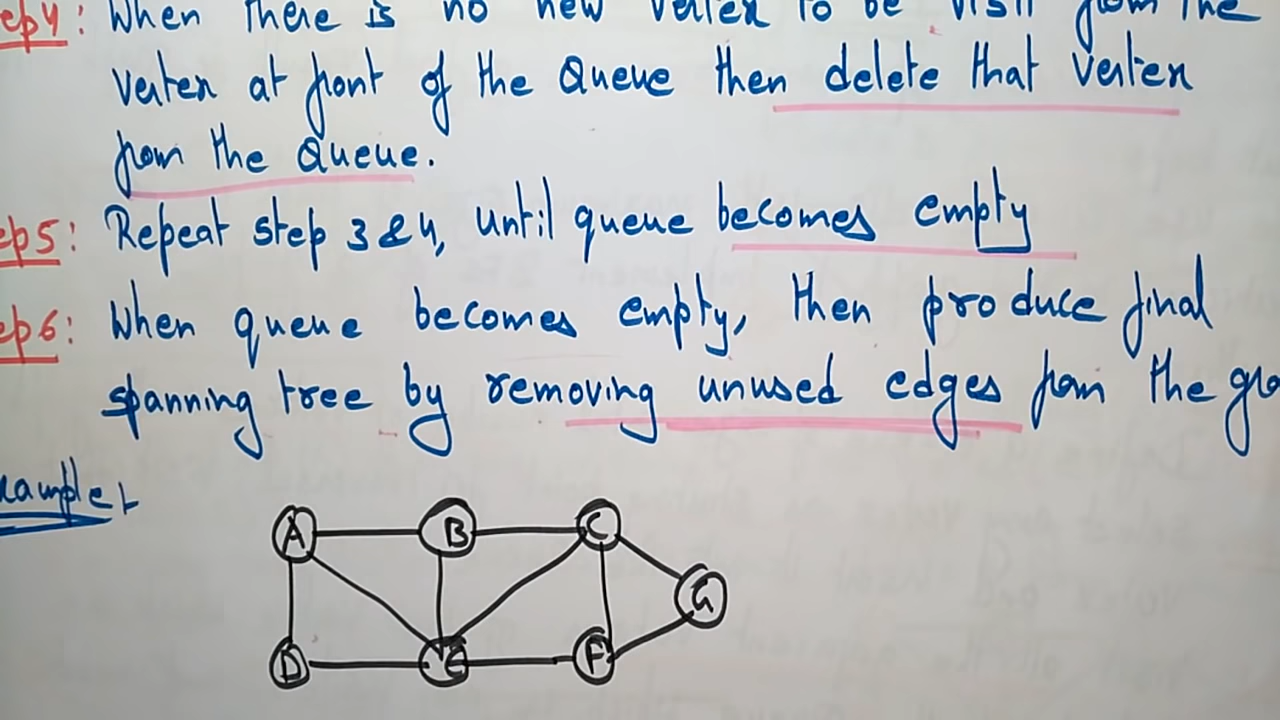 ep4: When there is no new vertex to be visit from the
vertex at front of the Queue then delete that vertex
from the Queue.
ep5: Repeat step 3 & 4, until queue becomes empty
ep6: When queue becomes empty, then produce final
spanning tree by removing unused edges from the gra
xample:
A B C
G
D E F